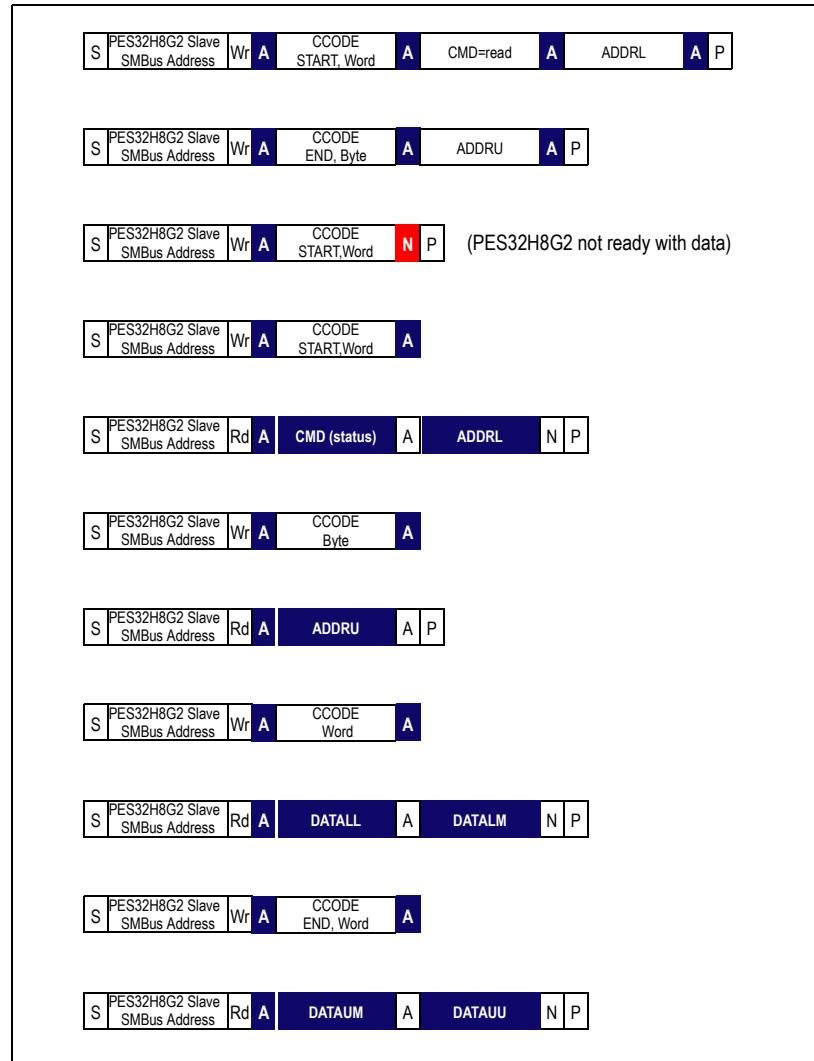 S PES32H8G2 Slave SMBus Address Wr A CCODE START, Word A CMD=read A ADDRL A P
S PES32H8G2 Slave SMBus Address Wr A CCODE END, Byte A ADDRU A P
S PES32H8G2 Slave SMBus Address Wr A CCODE START,Word N P (PES32H8G2 not ready with data)
S PES32H8G2 Slave SMBus Address Wr A CCODE START,Word A
S PES32H8G2 Slave SMBus Address Rd A CMD (status) A ADDRL N P
S PES32H8G2 Slave SMBus Address Wr A CCODE Byte A
S PES32H8G2 Slave SMBus Address Rd A ADDRU A P
S PES32H8G2 Slave SMBus Address Wr A CCODE Word A
S PES32H8G2 Slave SMBus Address Rd A DATALL A DATALM N P
S PES32H8G2 Slave SMBus Address Wr A CCODE END, Word A
S PES32H8G2 Slave SMBus Address Rd A DATAUM A DATAUU N P